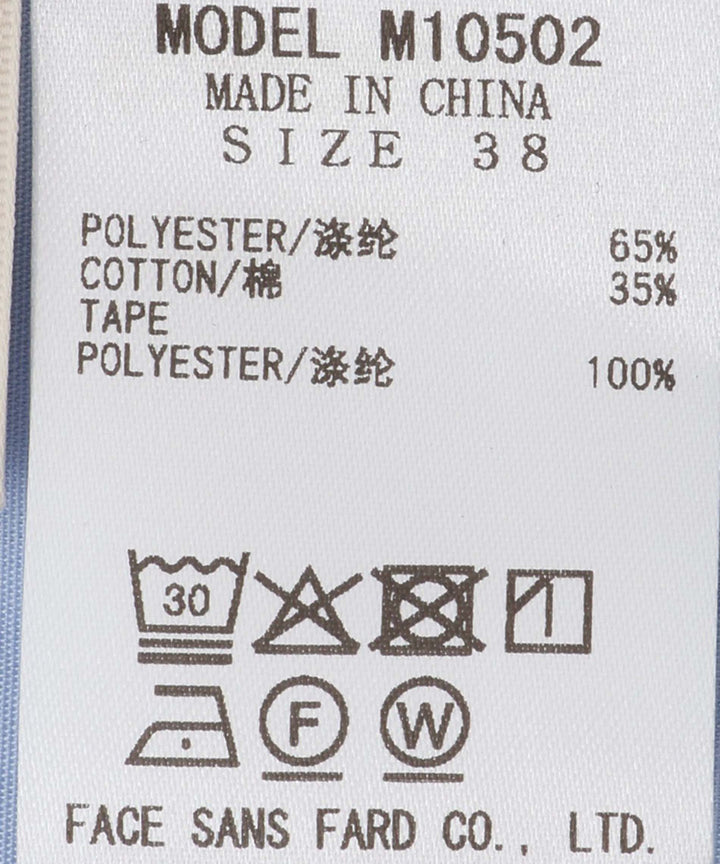 MODEL M10502
MADE IN CHINA
SIZE 38
POLYESTER/涤纶 65%
COTTON/棉 35%
TAPE
POLYESTER/涤纶 100%
30
F W
FACE SANS FARD CO., LTD.